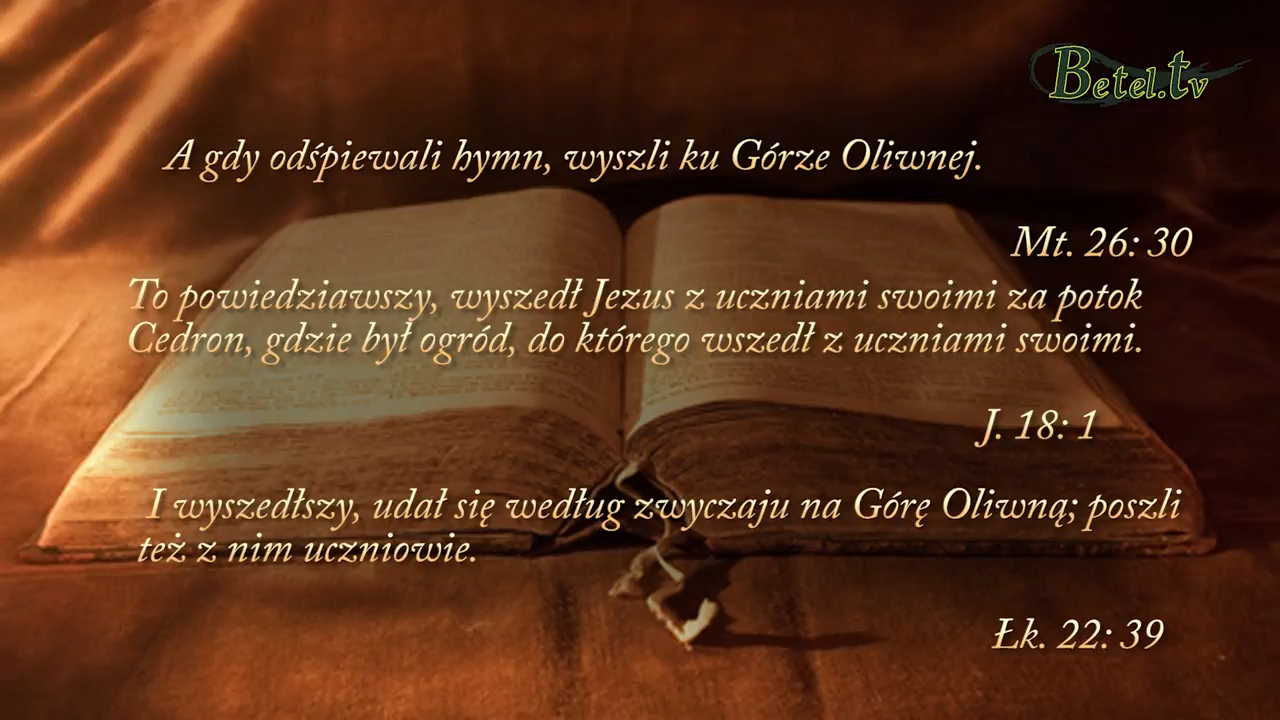 Betel.tv
A gdy odśpiewali hymn, wyszli ku Górze Oliwnej.
Mt. 26: 30
To powiedziawszy, wyszedł Jezus z uczniami swoimi za potok
Cedron, gdzie był ogród, do którego wszedł z uczniami swoimi.
J. 18: 1
I wyszedłszy, udał się według zwyczaju na Górę Oliwną; poszli
też z nim uczniowie.
Łk. 22: 39